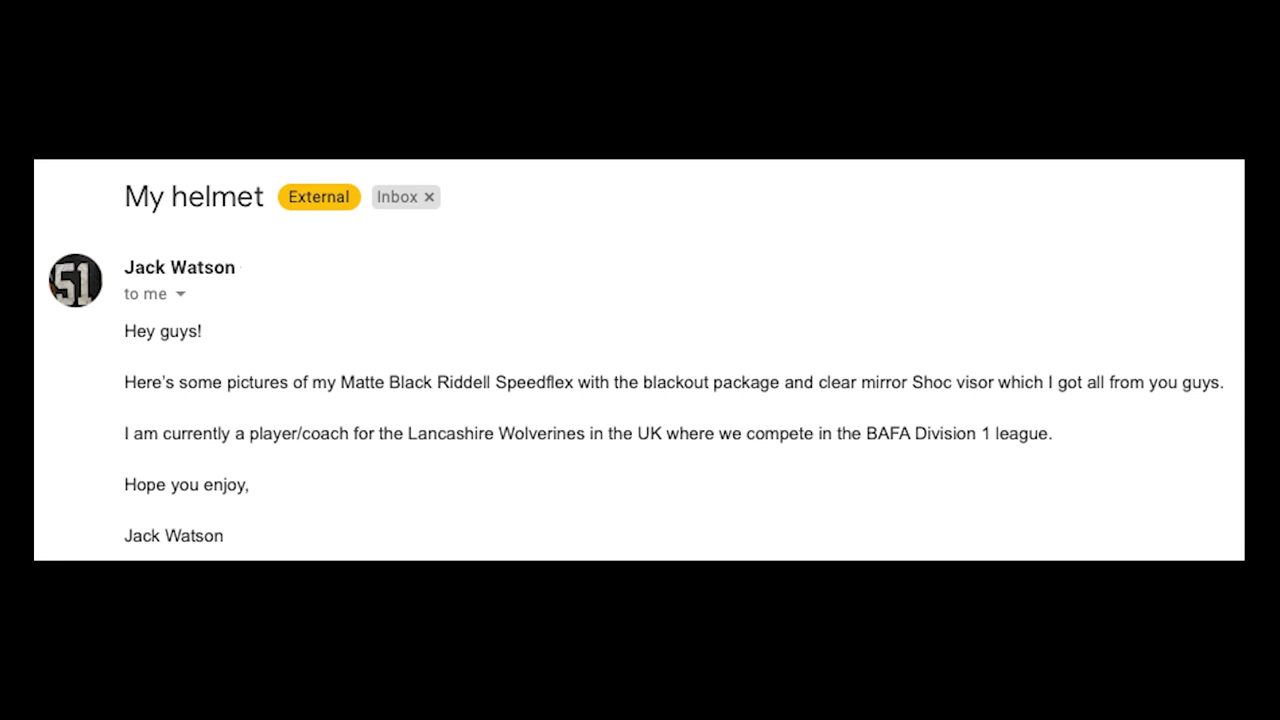 My helmet External Inbox ×
51
Jack Watson
to me
Hey guys!
Here's some pictures of my Matte Black Riddell Speedflex with the blackout package and clear mirror Shoc visor which I got all from you guys.
I am currently a player/coach for the Lancashire Wolverines in the UK where we compete in the BAFA Division 1 league.
Hope you enjoy,
Jack Watson